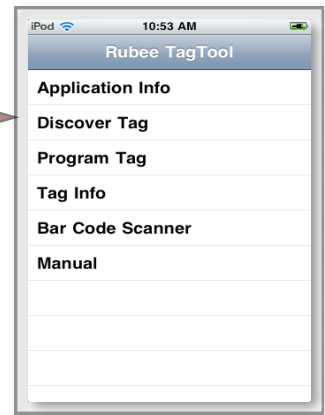 iPod 10:53 AM
Rubee TagTool
Application Info
Discover Tag
Program Tag
Tag Info
Bar Code Scanner
Manual